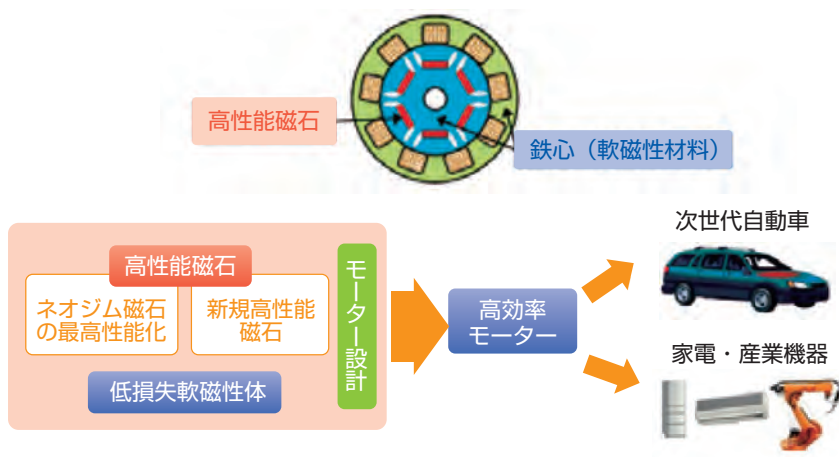 高性能磁石
鉄心（軟磁性材料）
高性能磁石
ネオジム磁石
の最高性能化
新規高性能
磁石
低損失軟磁性体
モーター設計
高効率
モーター
次世代自動車
家電・産業機器